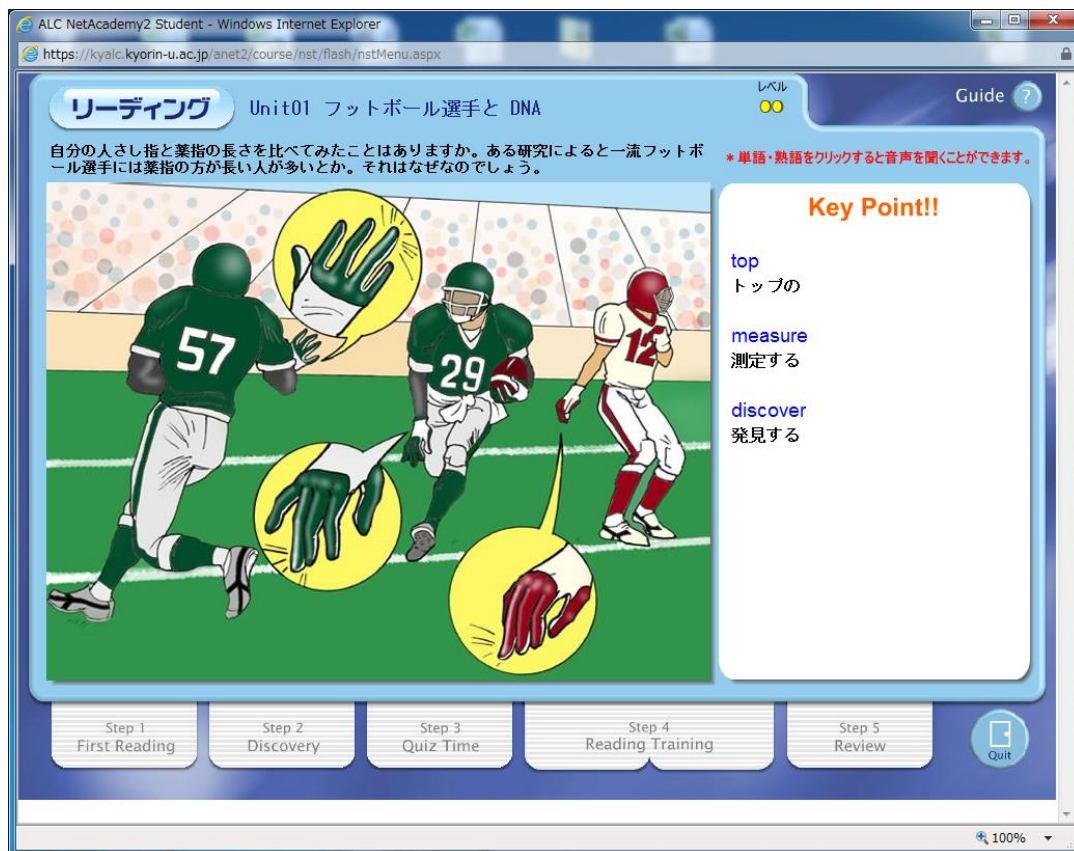 ALC NetAcademy2 Student - Windows Internet Explorer
https://kyalc.kyorin-u.ac.jp/anet2/course/nst/flash/nstMenu.aspx
リーディング
Unit01 フットボール選手と DNA
レベル
Guide ?
自分の人さし指と薬指の長さを比べてみたことはありますか。ある研究によると一流フットボ
ール選手には薬指の方が長い人が多いとか。それはなぜなのでしょう。
*単語・熟語をクリックすると音声を聞くことができます。
Key Point!!
top
トップの
measure
測定する
discover
発見する
57
29
12
Step 1
First Reading
Step 2
Discovery
Step 3
Quiz Time
Step 4
Reading Training
Step 5
Review
Quit
100%